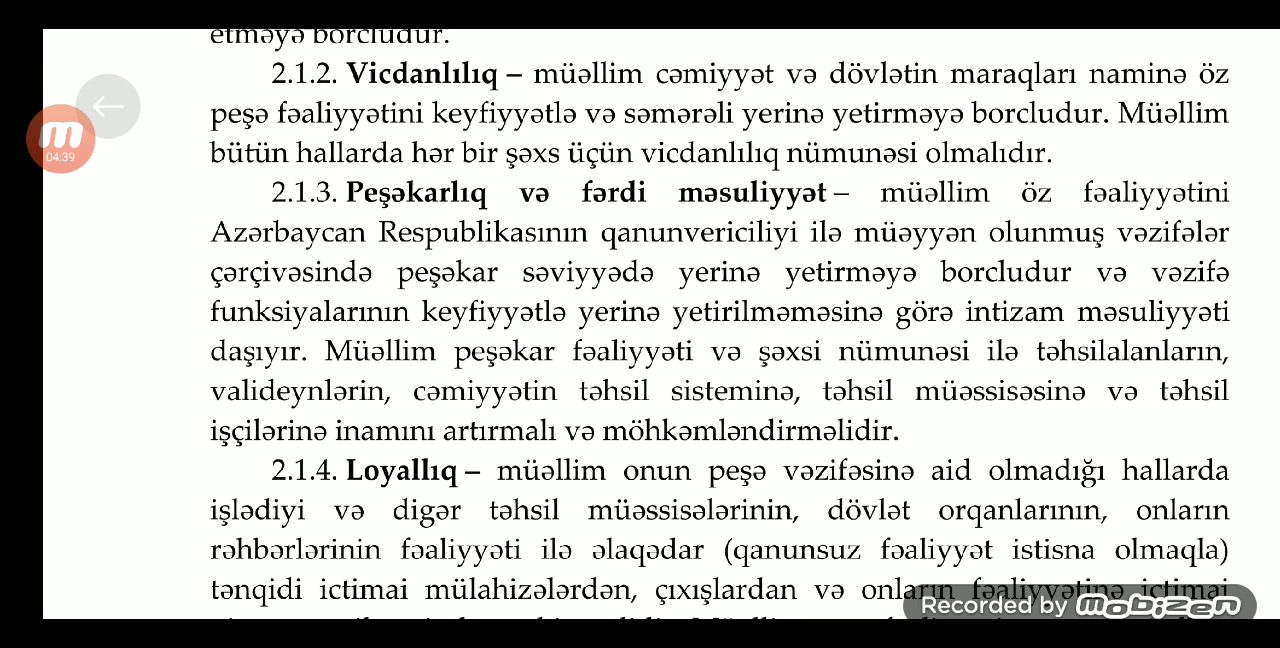 etməyə borcludur.
2.1.2. Vicdanlılıq – müəllim cəmiyyət və dövlətin maraqları naminə öz
peşə fəaliyyətini keyfiyyətlə və səmərəli yerinə yetirməyə borcludur. Müəllim
bütün hallarda hər bir şəxs üçün vicdanlılıq nümunəsi olmalıdır.
2.1.3. Peşəkarlıq və fərdi məsuliyyət – müəllim öz fəaliyyətini
Azərbaycan Respublikasının qanunvericiliyi ilə müəyyən olunmuş vəzifələr
çərçivəsində peşəkar səviyyədə yerinə yetirməyə borcludur və vəzifə
funksiyalarının keyfiyyətlə yerinə yetirilməməsinə görə intizam məsuliyyəti
daşıyır. Müəllim peşəkar fəaliyyəti və şəxsi nümunəsi ilə təhsilalanların,
valideynlərin, cəmiyyətin təhsil sisteminə, təhsil müəssisəsinə və təhsil
işçilərinə inamını artırmalı və möhkəmləndirməlidir.
2.1.4. Loyallıq – müəllim onun peşə vəzifəsinə aid olmadığı hallarda
işlədiyi və digər təhsil müəssisələrinin, dövlət orqanlarının, onların
rəhbərlərinin fəaliyyəti ilə əlaqədar (qanunsuz fəaliyyət istisna olmaqla)
tənqidi ictimai mülahizələrdən, çıxışlardan və onların fəaliyyətinə ictimai
04:39
Recorded by mobizen